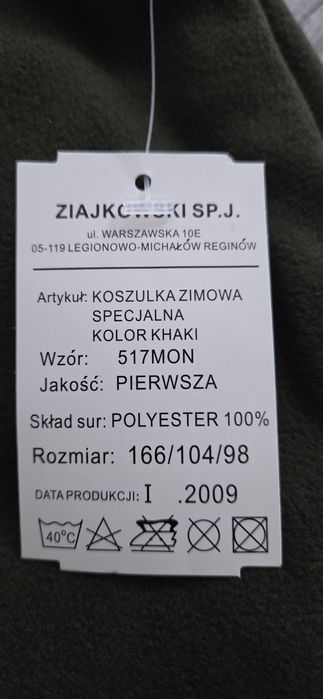 ZIAJKOWSKI SP.J.
ul. WARSZAWSKA 10E
05-119 LEGIONOWO-MICHAŁÓW REGINÓW
Artykuł: KOSZULKA ZIMOWA
SPECJALNA
KOLOR KHAKI
Wzór: 517MON
Jakość: PIERWSZA
Skład sur: POLYESTER 100%
Rozmiar: 166/104/98
DATA PRODUKCJI: I .2009
40°C